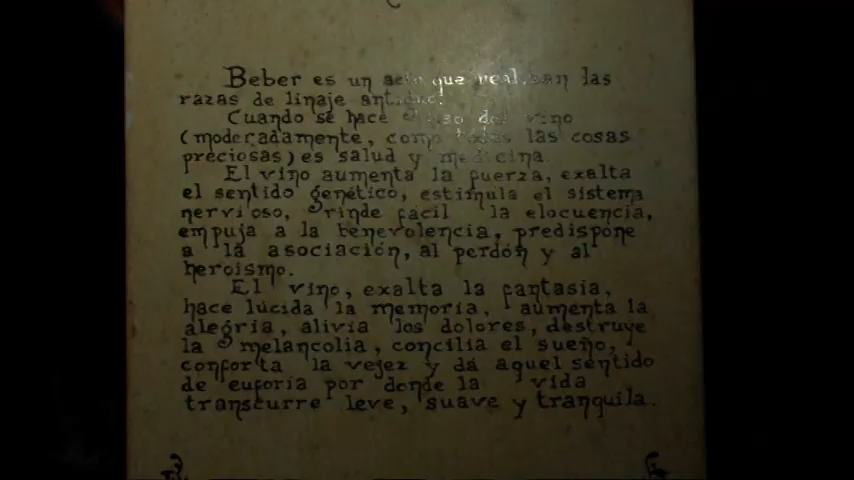 Beber es un acto que realizan las
razas de linaje antiguo.
Cuando se hace el uso del vino
(moderadamente, como todas las cosas
preciosas) es salud y medicina.
El vino aumenta la fuerza, exalta
el sentido genético, estimula el sistema
nervioso, rinde fácil la elocuencia,
empuja a la benevolencia, predispone
a la asociación, al perdón y al
heroismo.
El vino, exalta la fantasia,
hace lúcida la memoria, aumenta la
alegria, alivia los dolores, destruye
la melancolia, concilia el sueño,
conforta la vejez y dá aquel sentido
de euforia por donde la vida
transcurre leve, suave y tranquila.